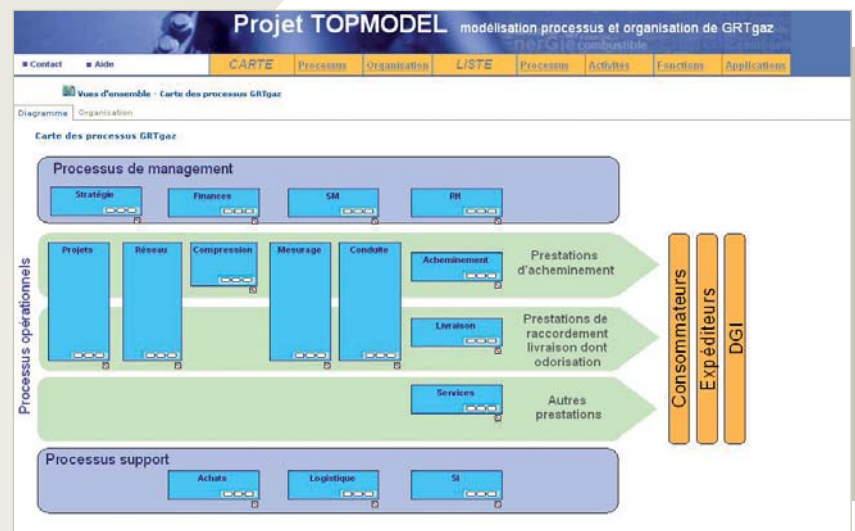 Projet TOPMODEL modélisation processus et organisation de GRTgaz
Contact Aide CARTE Processus Organisation LISTE Processus Activités Fonctions Applications
Vues d'ensemble - Carte des processus GRTgaz
Diagramme Organisation
Carte des processus GRTgaz
Processus de management
Stratégie Finances SM RH
Processus opérationnels
Projets Réseau Compression Mesurage Conduite
Acheminement
Prestations
d'acheminement
Livraison
Prestations de
raccordement
livraison dont
odorisation
Services
Autres
prestations
Consommateurs
Expéditeurs
DGI
Processus support
Achats Logistique SI